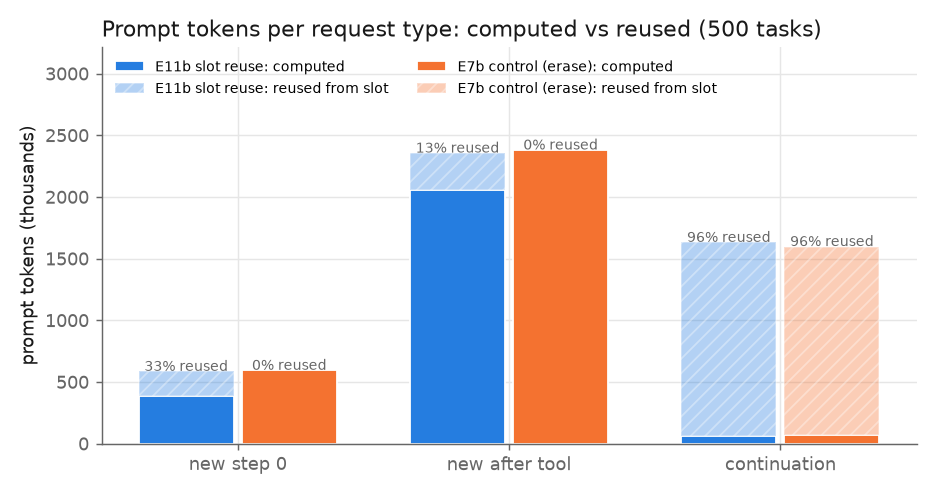 Prompt tokens per request type: computed vs reused (500 tasks)
E11b slot reuse: computed
E11b slot reuse: reused from slot
E7b control (erase): computed
E7b control (erase): reused from slot
prompt tokens (thousands)
3000
2500
2000
1500
1000
500
0
33% reused
0% reused
13% reused
0% reused
96% reused
96% reused
new step 0
new after tool
continuation